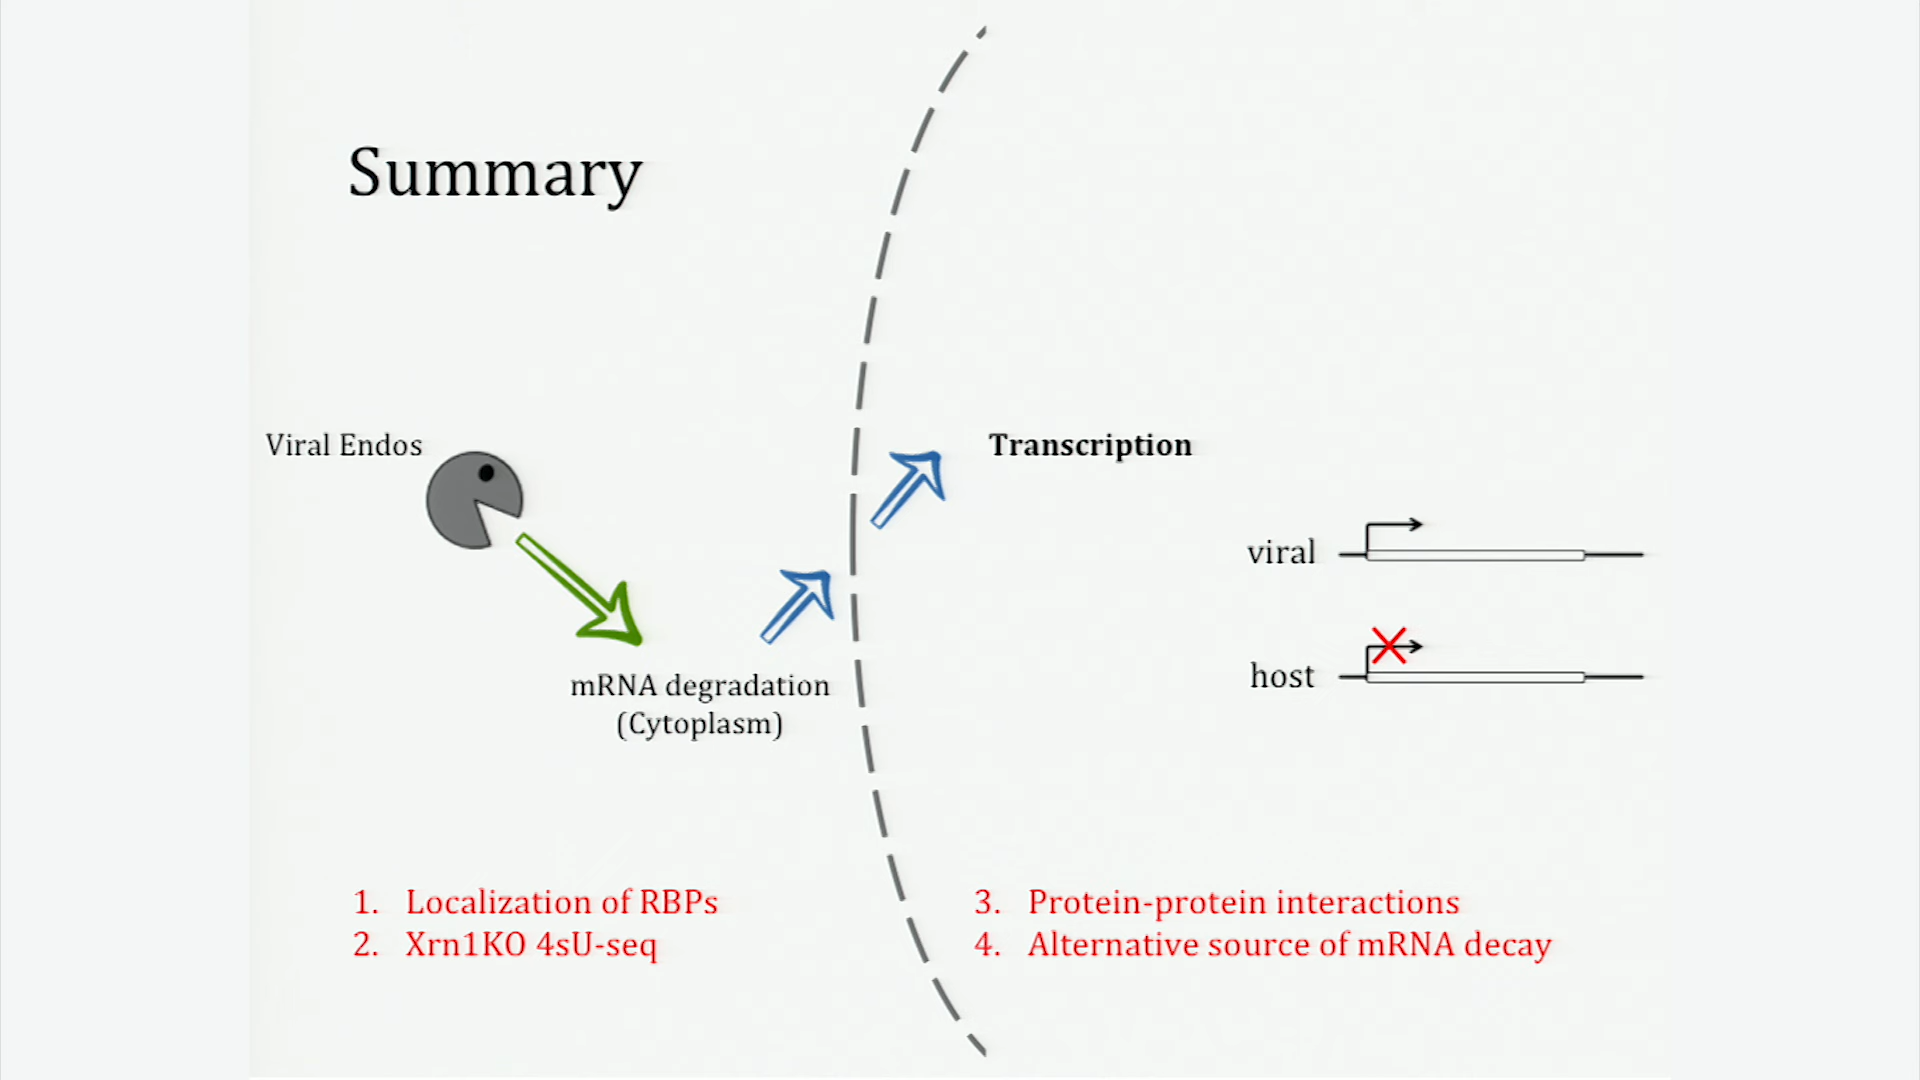 Summary
Viral Endos
Transcription
viral
host
mRNA degradation
(Cytoplasm)
1. Localization of RBPs
2. Xrn1KO 4sU-seq
3. Protein-protein interactions
4. Alternative source of mRNA decay